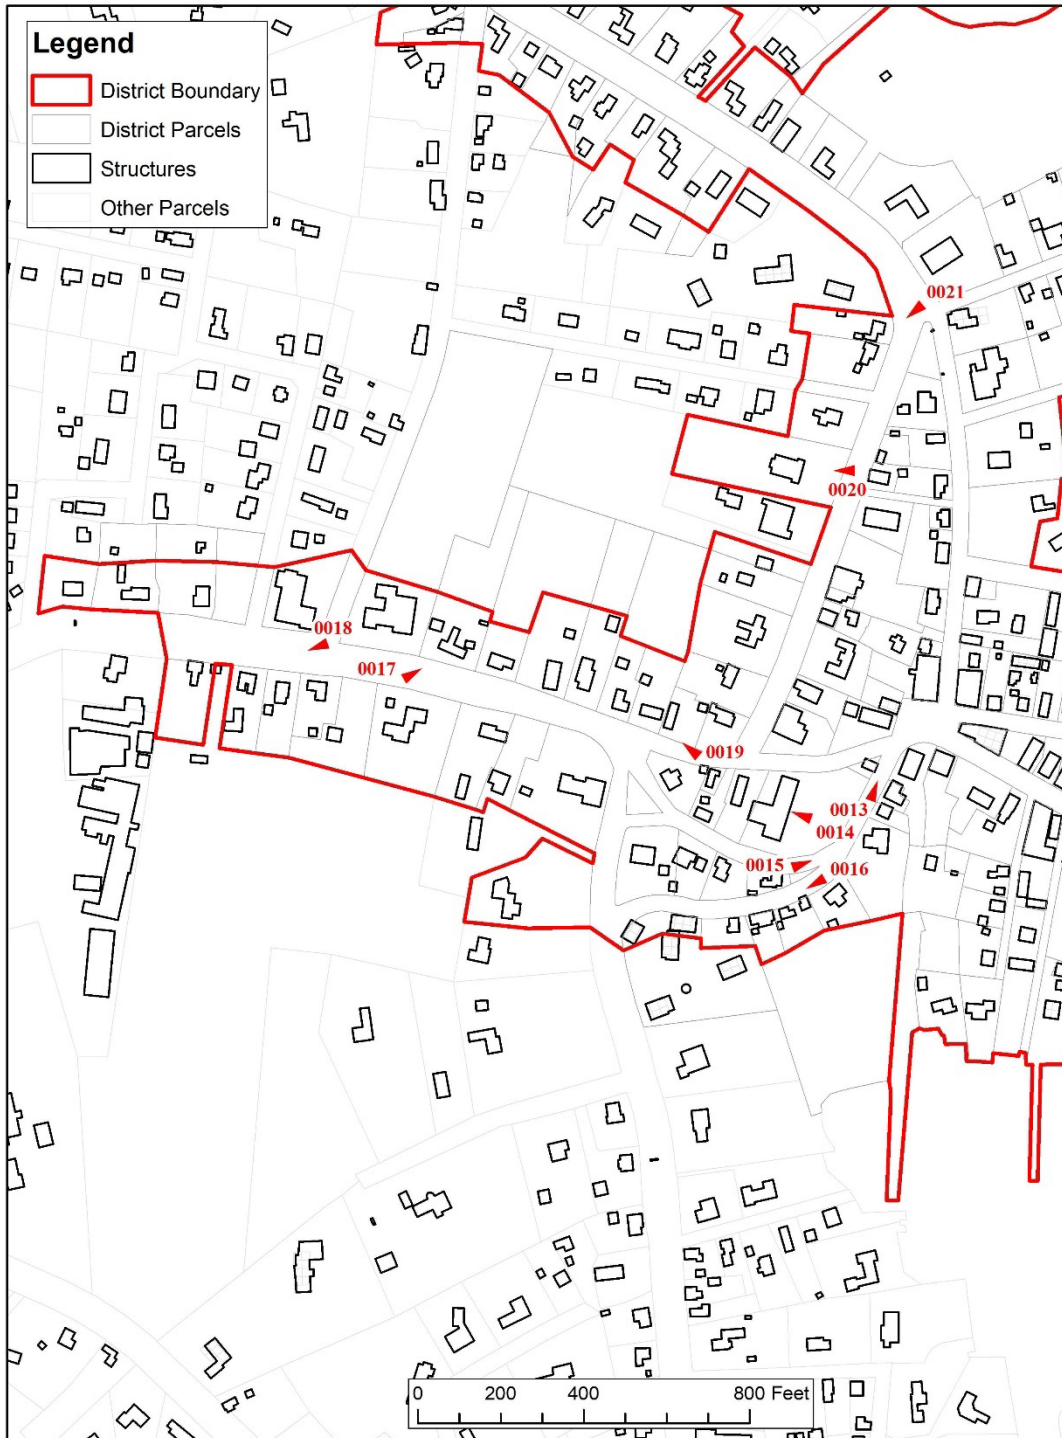 Legend
District Boundary
District Parcels
Structures
Other Parcels
0021
0020
0018
0017
0019
0013
0014
0015
0016
0 200 400 800 Feet